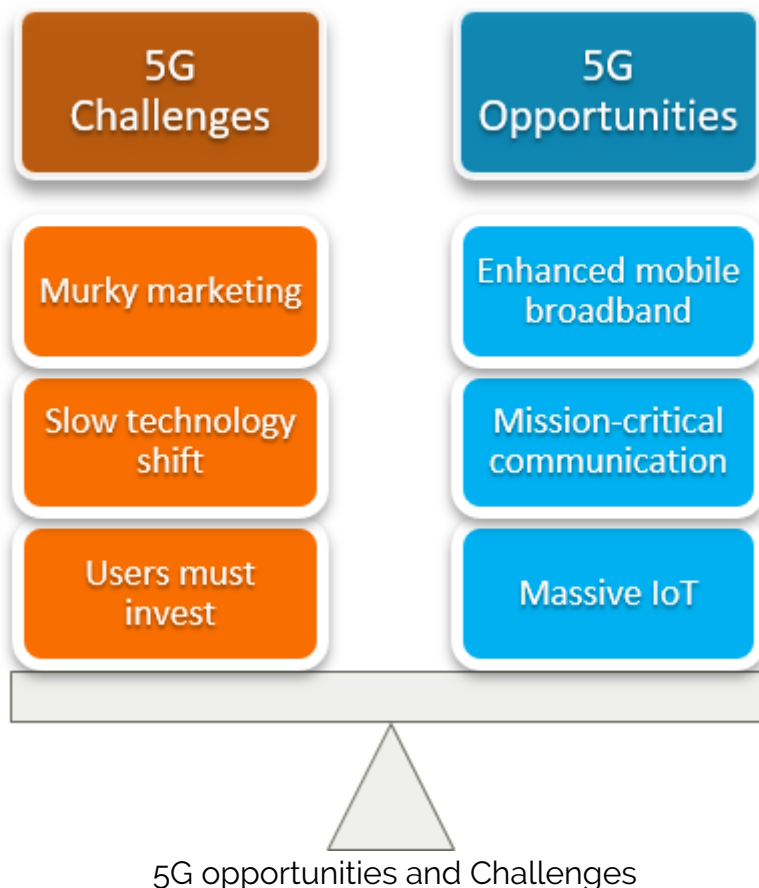 5G
Challenges
5G
Opportunities
Murky marketing
Enhanced mobile
broadband
Slow technology
shift
Mission-critical
communication
Users must
invest
Massive IoT
5G opportunities and Challenges